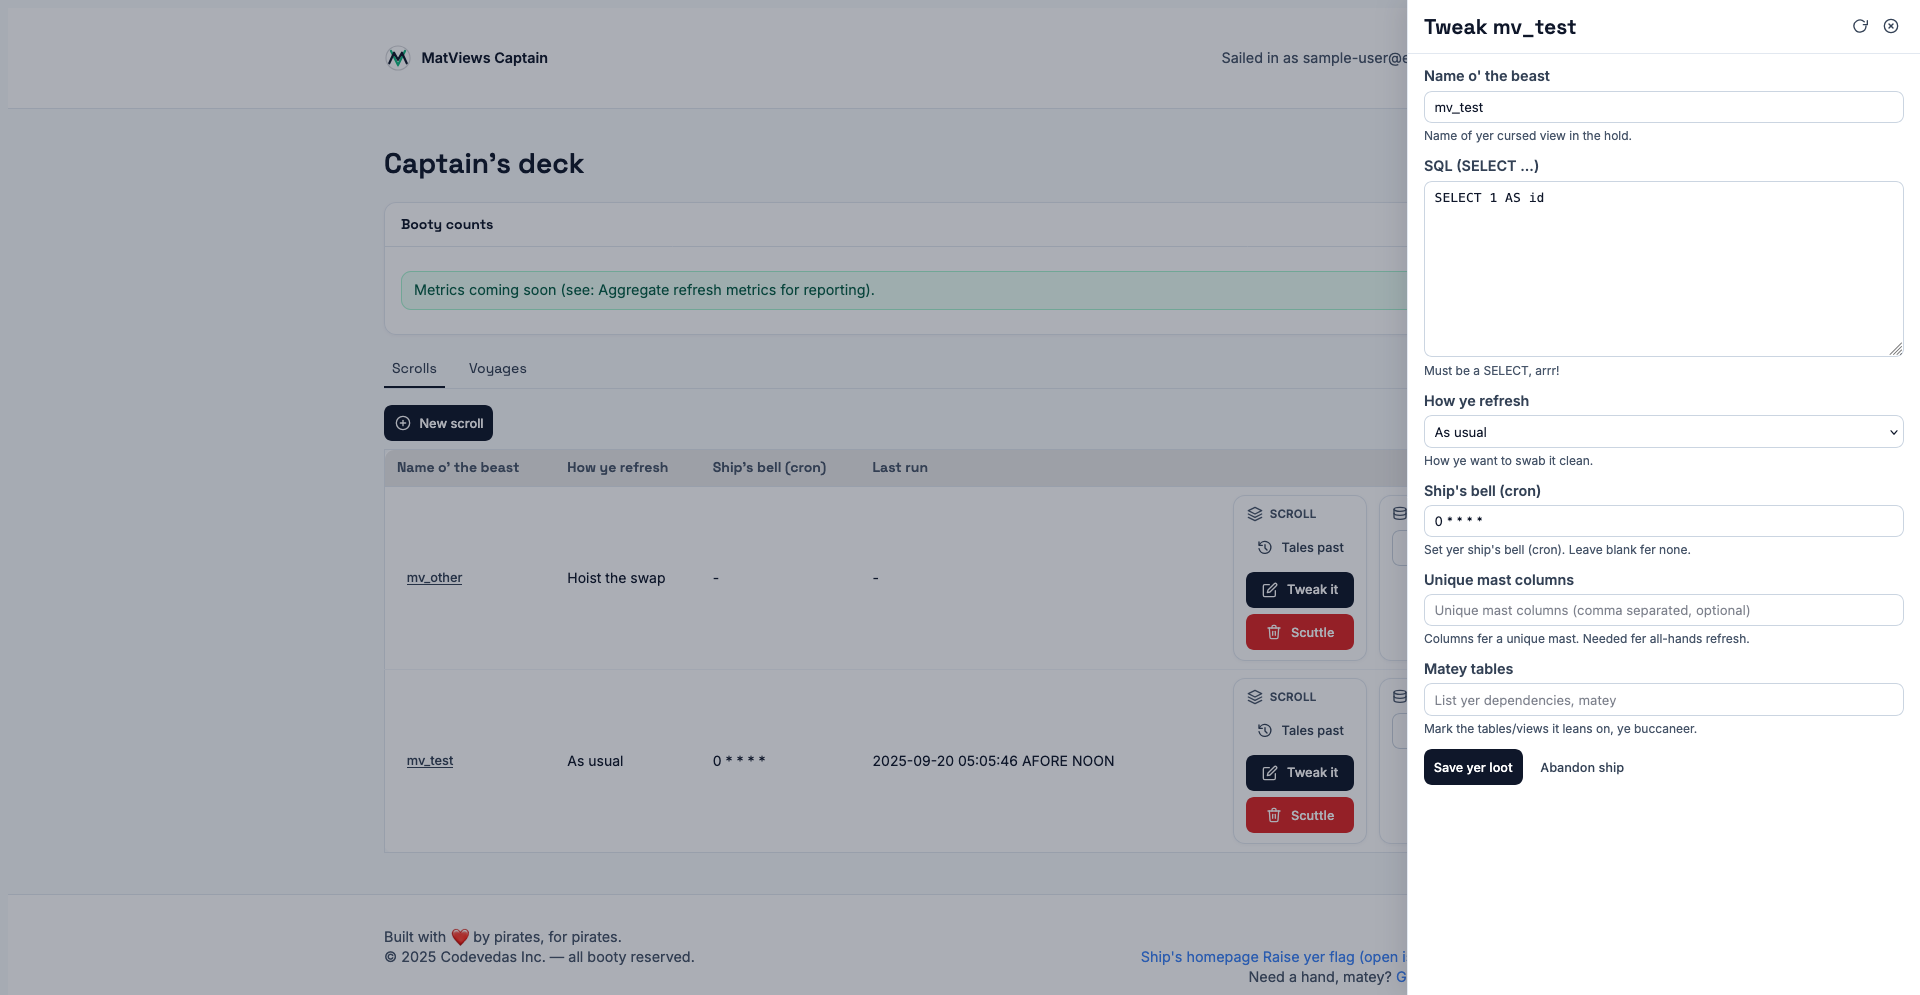 MatViews Captain
Sailed in as sample-user@e
Captain's deck
Booty counts
Metrics coming soon (see: Aggregate refresh metrics for reporting).
Scrolls
Voyages
New scroll
Name o' the beast
How ye refresh
Ship's bell (cron)
Last run
mv_other
Hoist the swap
-
-
SCROLL
Tales past
Tweak it
Scuttle
mv_test
As usual
0 * * * *
2025-09-20 05:05:46 AFORE NOON
SCROLL
Tales past
Tweak it
Scuttle
Built with ❤️ by pirates, for pirates.
© 2025 Codevedas Inc. — all booty reserved.
Ship's homepage Raise yer flag (open i
Need a hand, matey? G
Tweak mv_test
Name o' the beast
mv_test
Name of yer cursed view in the hold.
SQL (SELECT ...)
SELECT 1 AS id
Must be a SELECT, arrr!
How ye refresh
As usual
How ye want to swab it clean.
Ship's bell (cron)
0 * * * *
Set yer ship's bell (cron). Leave blank fer none.
Unique mast columns
Unique mast columns (comma separated, optional)
Columns fer a unique mast. Needed fer all-hands refresh.
Matey tables
List yer dependencies, matey
Mark the tables/views it leans on, ye buccaneer.
Save yer loot
Abandon ship